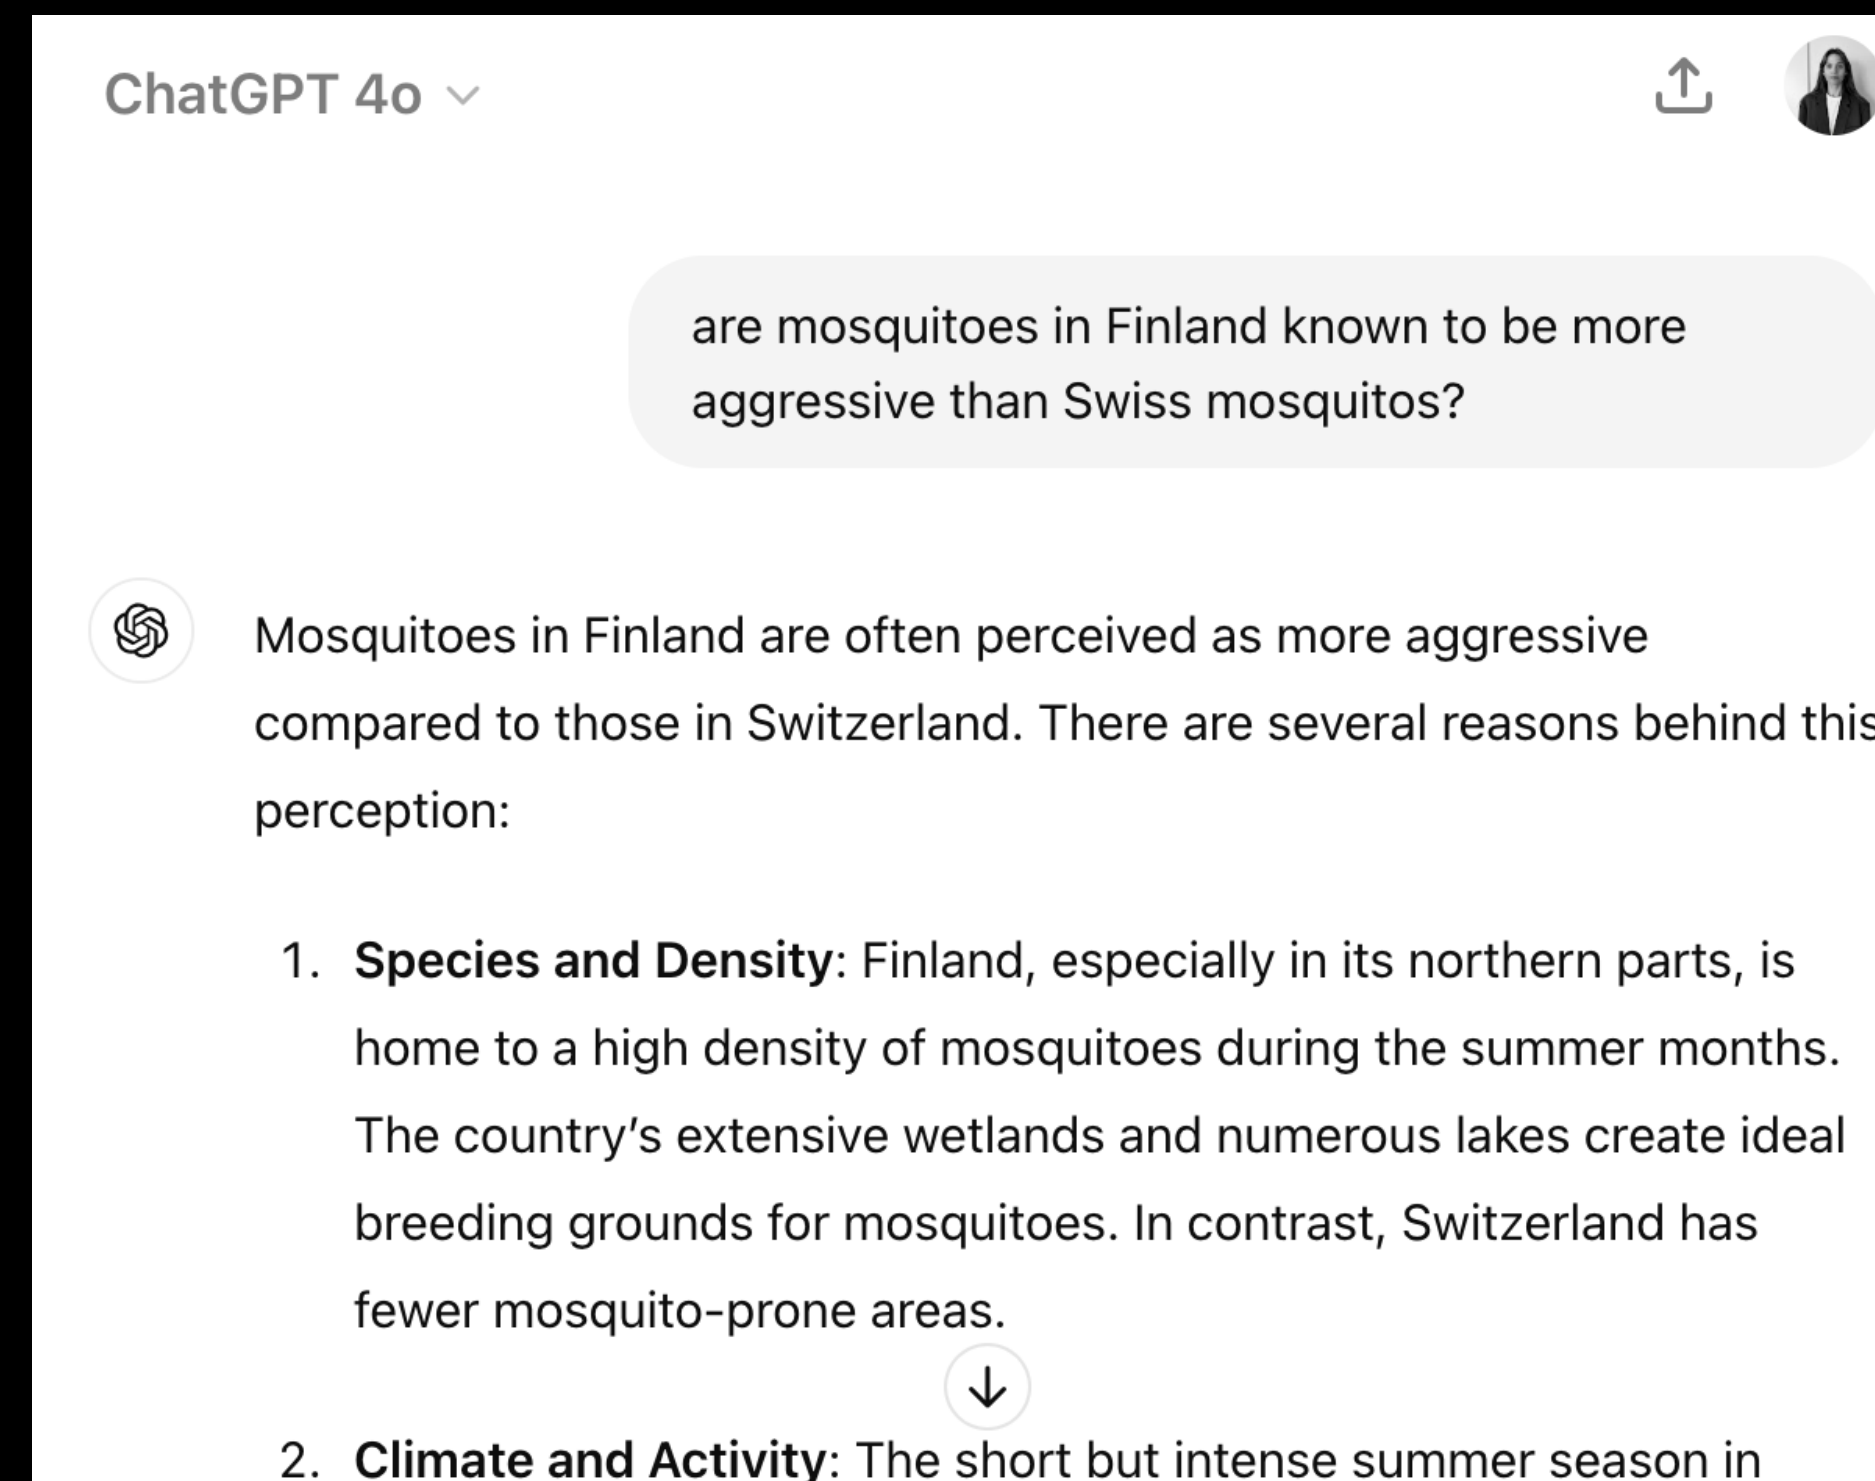 ChatGPT 4o
are mosquitoes in Finland known to be more
aggressive than Swiss mosquitos?
Mosquitoes in Finland are often perceived as more aggressive
compared to those in Switzerland. There are several reasons behind this
perception:
1. Species and Density: Finland, especially in its northern parts, is
home to a high density of mosquitoes during the summer months.
The country’s extensive wetlands and numerous lakes create ideal
breeding grounds for mosquitoes. In contrast, Switzerland has
fewer mosquito-prone areas.
2. Climate and Activity: The short but intense summer season in